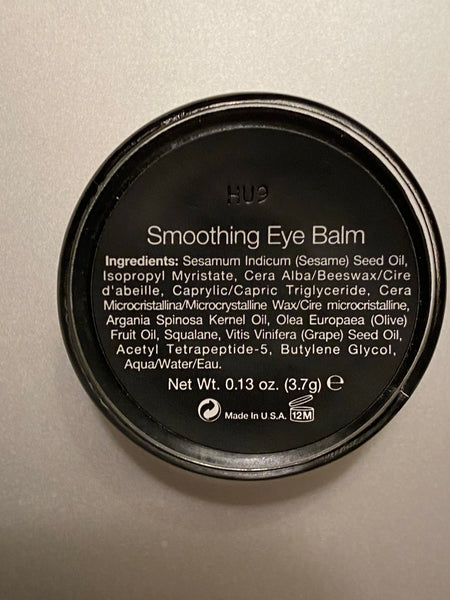 HU9
Smoothing Eye Balm
Ingredients: Sesamum Indicum (Sesame) Seed Oil,
Isopropyl Myristate, Cera Alba/Beeswax/Cire
d'abeille, Caprylic/Capric Triglyceride, Cera
Microcristallina/Microcrystalline Wax/Cire microcristalline,
Argania Spinosa Kernel Oil, Olea Europaea (Olive)
Fruit Oil, Squalane, Vitis Vinifera (Grape) Seed Oil,
Acetyl Tetrapeptide-5, Butylene Glycol,
Aqua/Water/Eau.
Net Wt. 0.13 oz. (3.7g) ℮
Made In U.S.A. 12M